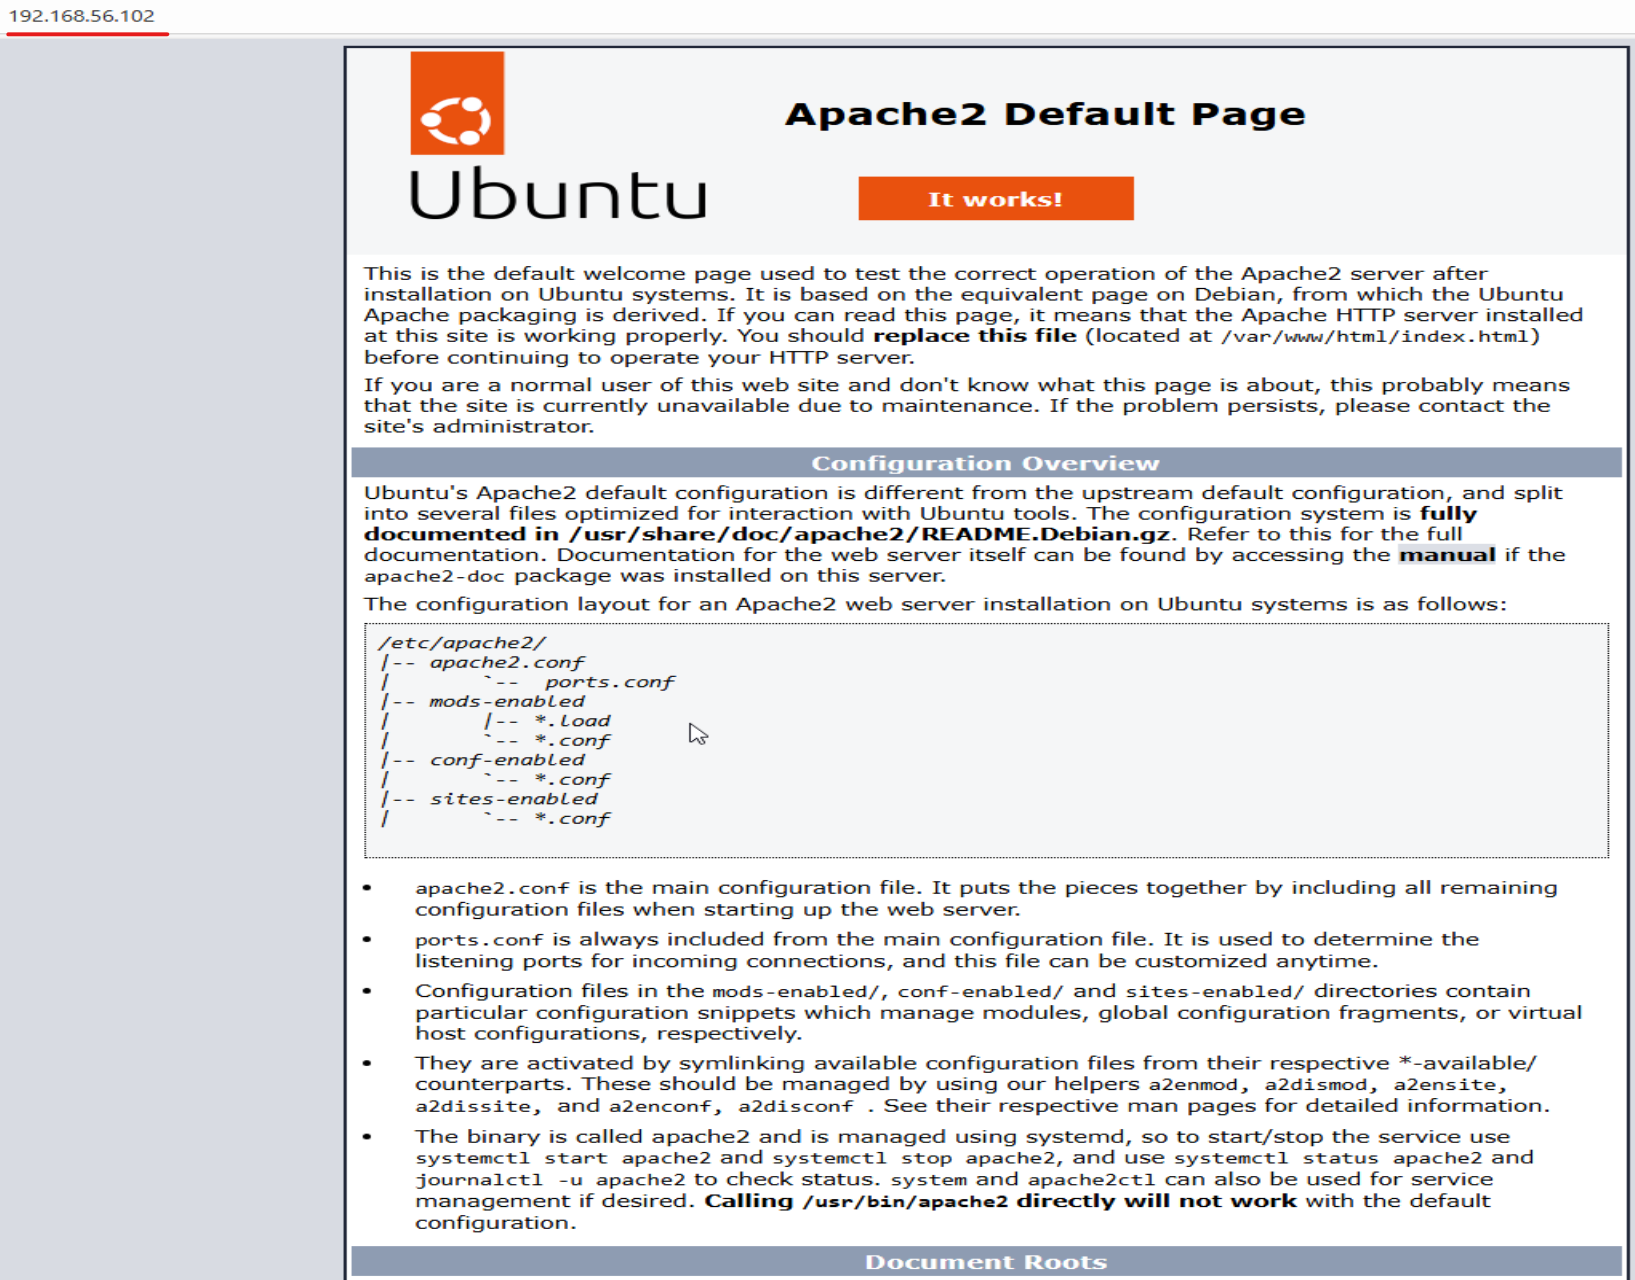 192.168.56.102
Apache2 Default Page
Ubuntu
It works!
This is the default welcome page used to test the correct operation of the Apache2 server after
installation on Ubuntu systems. It is based on the equivalent page on Debian, from which the Ubuntu
Apache packaging is derived. If you can read this page, it means that the Apache HTTP server installed
at this site is working properly. You should replace this file (located at /var/www/html/index.html)
before continuing to operate your HTTP server.
If you are a normal user of this web site and don't know what this page is about, this probably means
that the site is currently unavailable due to maintenance. If the problem persists, please contact the
site's administrator.
Configuration Overview
Ubuntu's Apache2 default configuration is different from the upstream default configuration, and split
into several files optimized for interaction with Ubuntu tools. The configuration system is fully
documented in /usr/share/doc/apache2/README.Debian.gz. Refer to this for the full
documentation. Documentation for the web server itself can be found by accessing the manual if the
apache2-doc package was installed on this server.
The configuration layout for an Apache2 web server installation on Ubuntu systems is as follows:
/etc/apache2/
|-- apache2.conf
|       `--  ports.conf
|-- mods-enabled
|       |-- *.load
|       `-- *.conf
|-- conf-enabled
|       `-- *.conf
|-- sites-enabled
|       `-- *.conf
• apache2.conf is the main configuration file. It puts the pieces together by including all remaining
configuration files when starting up the web server.
• ports.conf is always included from the main configuration file. It is used to determine the
listening ports for incoming connections, and this file can be customized anytime.
• Configuration files in the mods-enabled/, conf-enabled/ and sites-enabled/ directories contain
particular configuration snippets which manage modules, global configuration fragments, or virtual
host configurations, respectively.
• They are activated by symlinking available configuration files from their respective *-available/
counterparts. These should be managed by using our helpers a2enmod, a2dismod, a2ensite,
a2dissite, and a2enconf, a2disconf . See their respective man pages for detailed information.
• The binary is called apache2 and is managed using systemd, so to start/stop the service use
systemctl start apache2 and systemctl stop apache2, and use systemctl status apache2 and
journalctl -u apache2 to check status. system and apache2ctl can also be used for service
management if desired. Calling /usr/bin/apache2 directly will not work with the default
configuration.
Document Roots